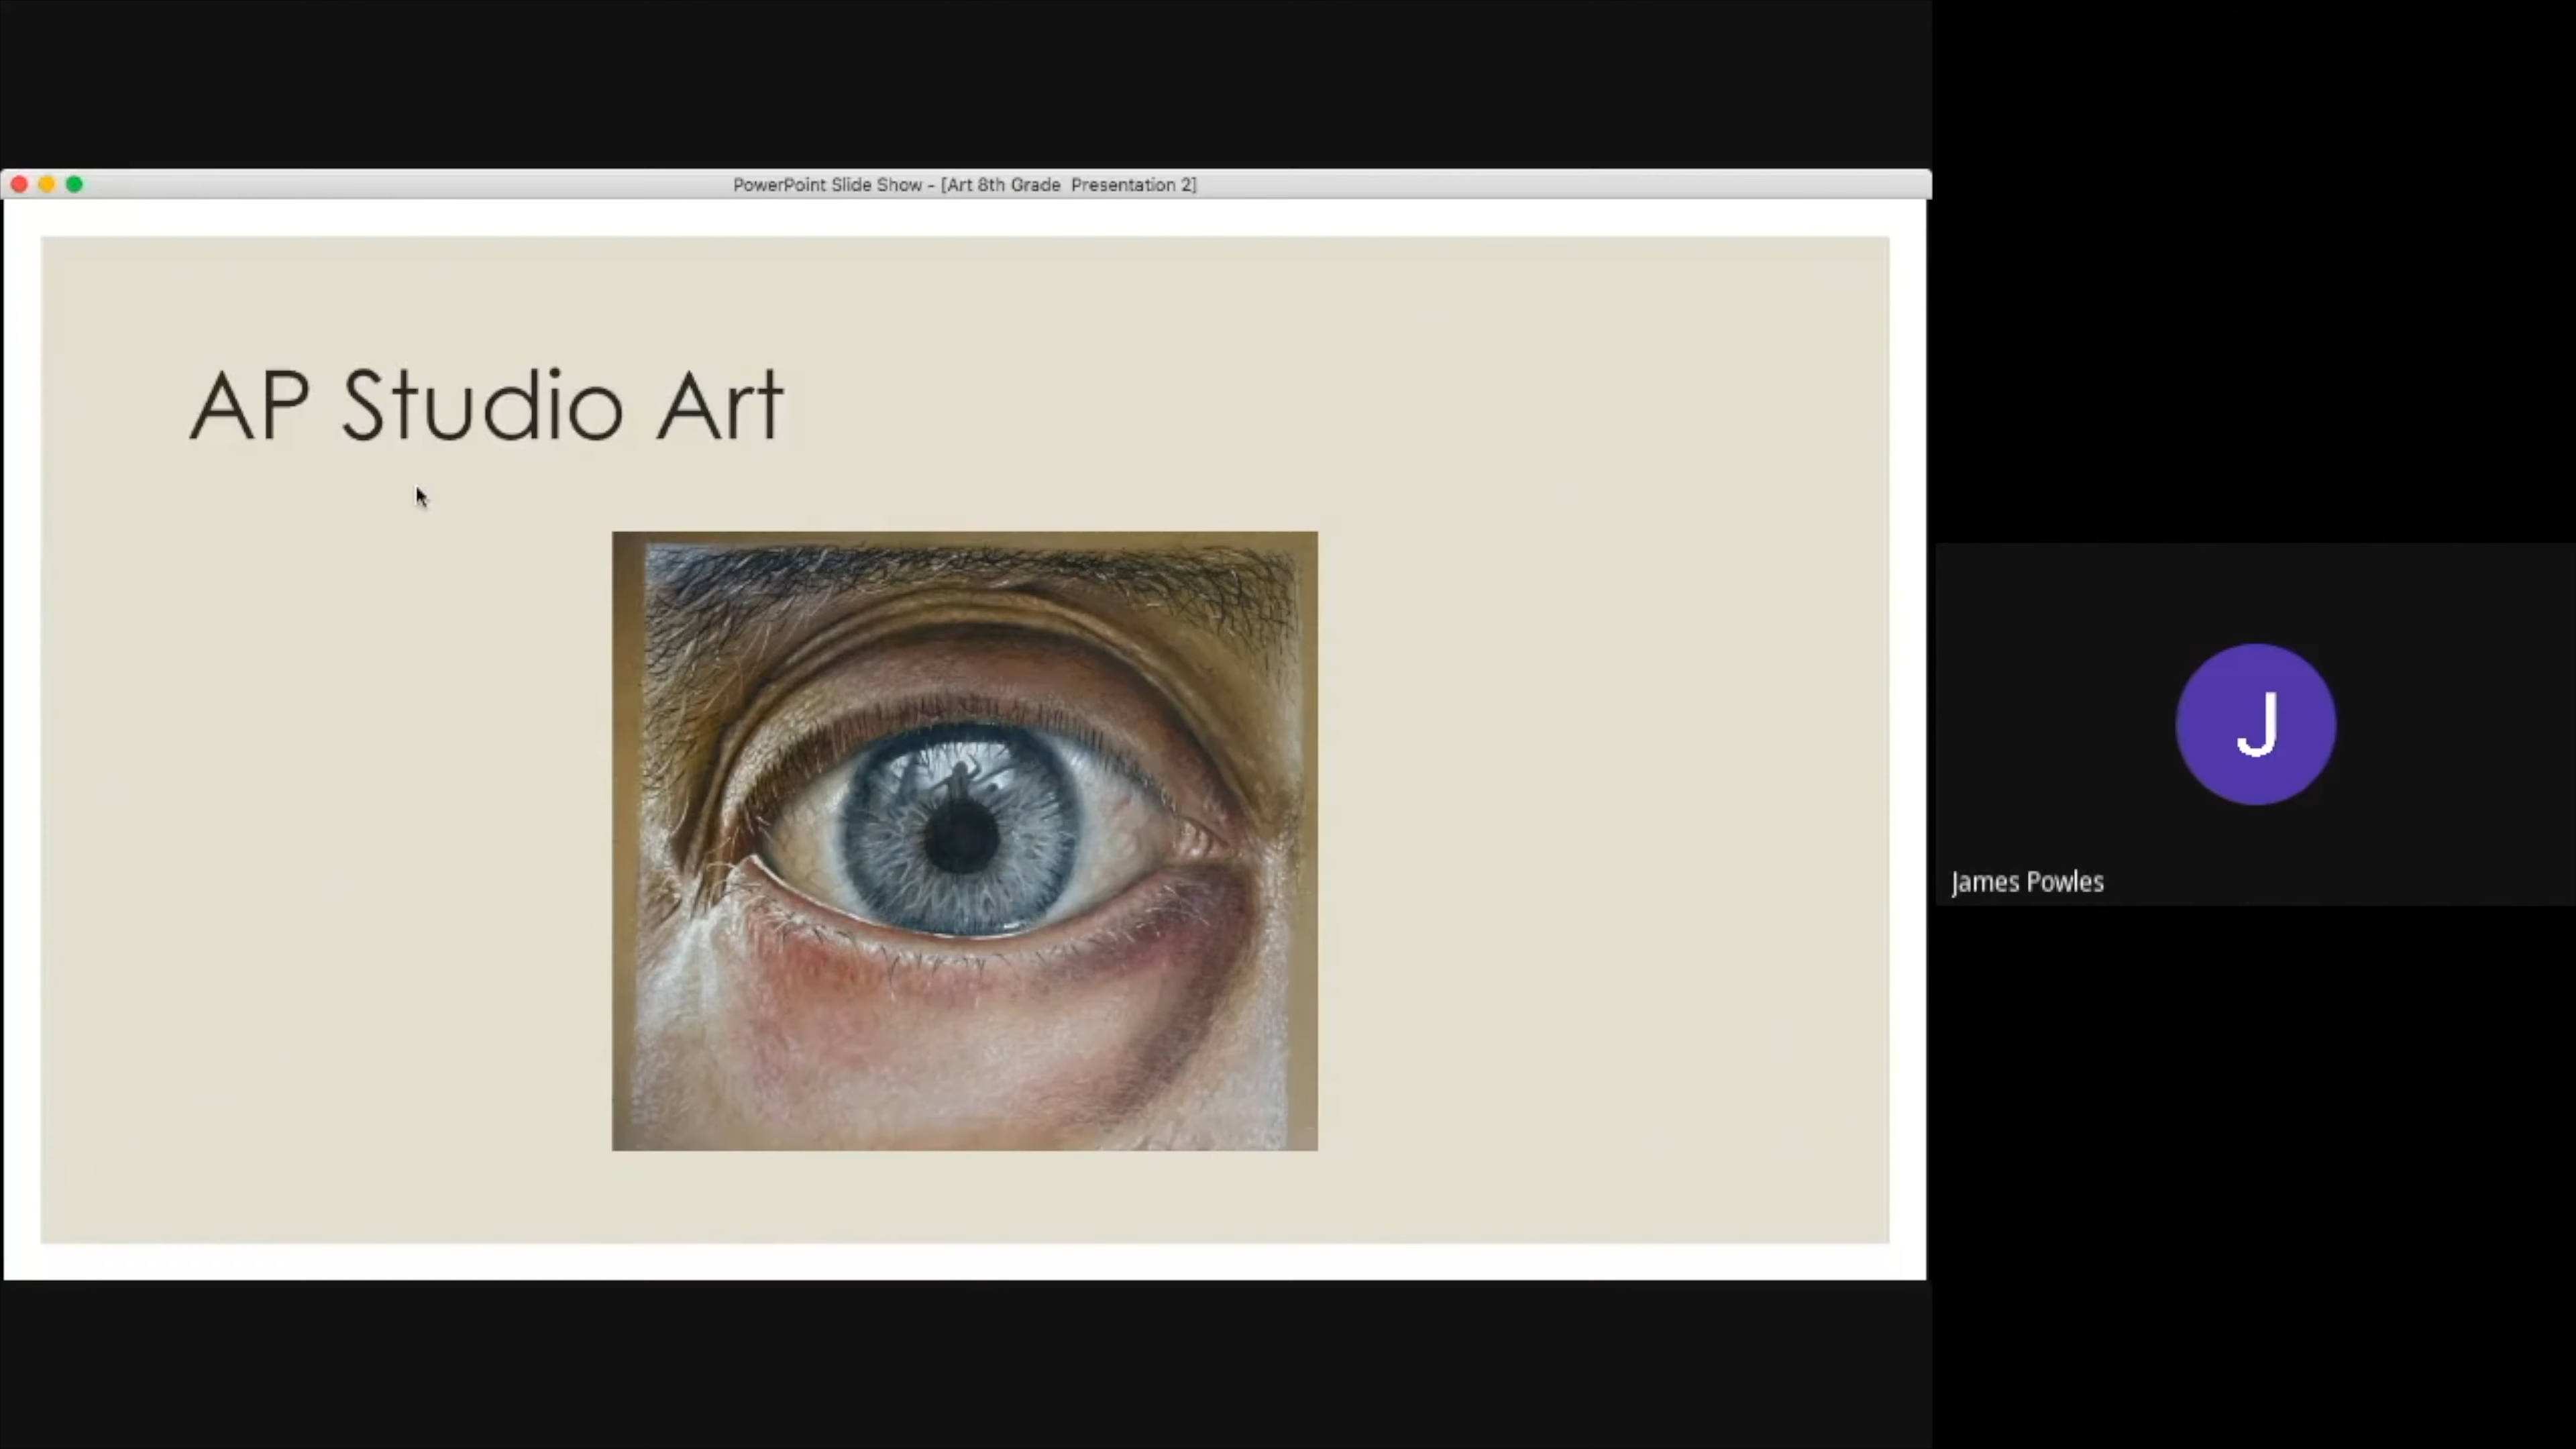 PowerPoint Slide Show - [Art 8th Grade  Presentation 2]
AP Studio Art
J
James Powles